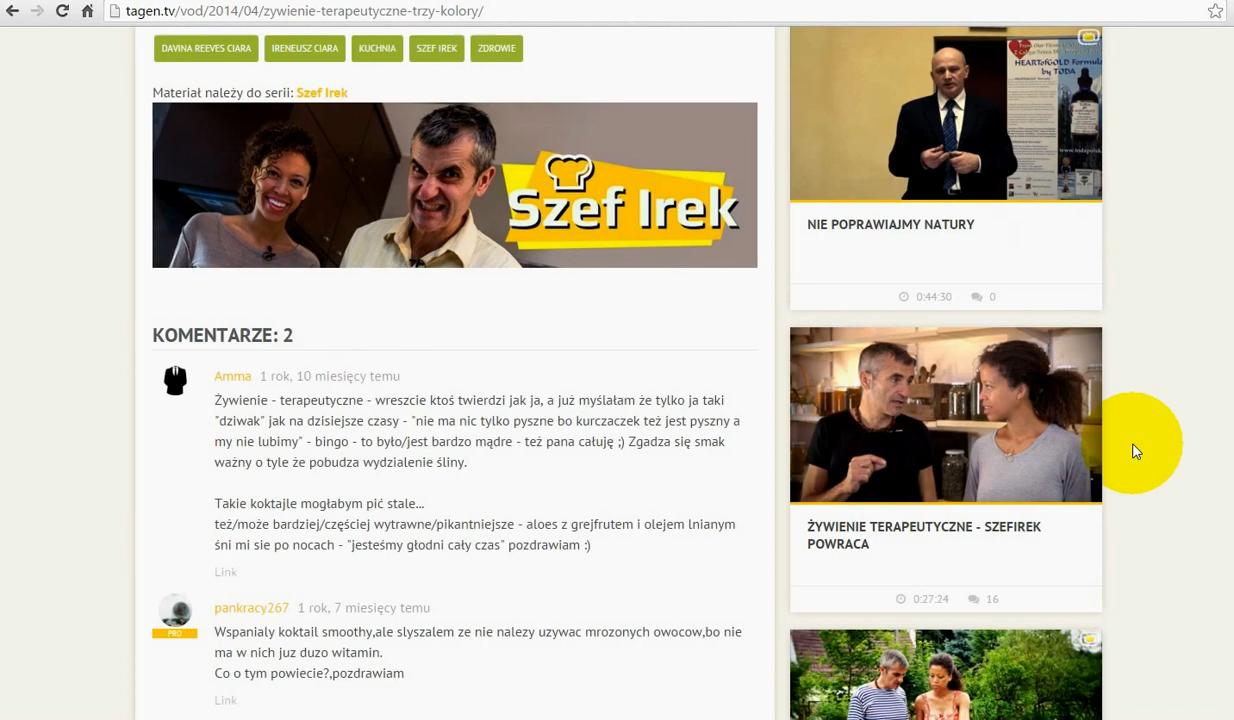 tagen.tv/vod/2014/04/zywienie-terapeutyczne-trzy-kolory/
DAVINA REEVES CIARA
IRENEUSZ CIARA
KUCHNIA
SZEF IREK
ZDROWIE
Materiał należy do serii: Szef Irek
Szef Irek
KOMENTARZE: 2
Amma 1 rok, 10 miesięcy temu
Żywienie - terapeutyczne - wreszcie ktoś twierdzi jak ja, a już myślałam że tylko ja taki
"dziwak" jak na dzisiejsze czasy - "nie ma nic tylko pyszne bo kurczaczek też jest pyszny a
my nie lubimy" - bingo - to było/jest bardzo mądre - też pana całuję ;) Zgadza się smak
ważny o tyle że pobudza wydzialenie śliny.
Takie koktajle mogłabym pić stale...
też/może bardziej/częściej wytrawne/pikantniejsze - aloes z grejfrutem i olejem lnianym
śni mi sie po nocach - "jesteśmy głodni cały czas" pozdrawiam :)
Link
pankracy267 1 rok, 7 miesięcy temu
PRO
Wspanialy koktail smoothy,ale slyszalem ze nie nalezy uzywac mrozonych owocow,bo nie
ma w nich juz duzo witamin.
Co o tym powiecie?,pozdrawiam
Link
HEARTofGOLD Formula
by TODA
NIE POPRAWIAJMY NATURY
0:44:30 0
ŻYWIENIE TERAPEUTYCZNE - SZEFIREK
POWRACA
0:27:24 16